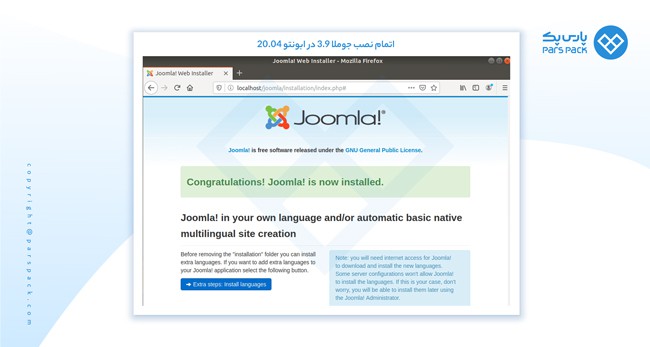 اتمام نصب جوملا 3.9 در ابونتو 20.04
پارس پک
PARS PACK
Joomla! Web Installer - Mozilla Firefox
Joomla! Web Installer
localhost/joomla/installation/index.php#
Joomla!
Joomla! is free software released under the GNU General Public License.
Congratulations! Joomla! is now installed.
Joomla! in your own language and/or automatic basic native
multilingual site creation
Before removing the "installation" folder you can install
extra languages. If you want to add extra languages to
your Joomla! application select the following button.
Extra steps: Install languages
Note: you will need internet access for Joomla!
to download and install the new languages.
Some server configurations won't allow Joomla!
to install the languages. If this is your case, don't
worry, you will be able to install them later using
the Joomla! Administrator.
copyright@parspack.com